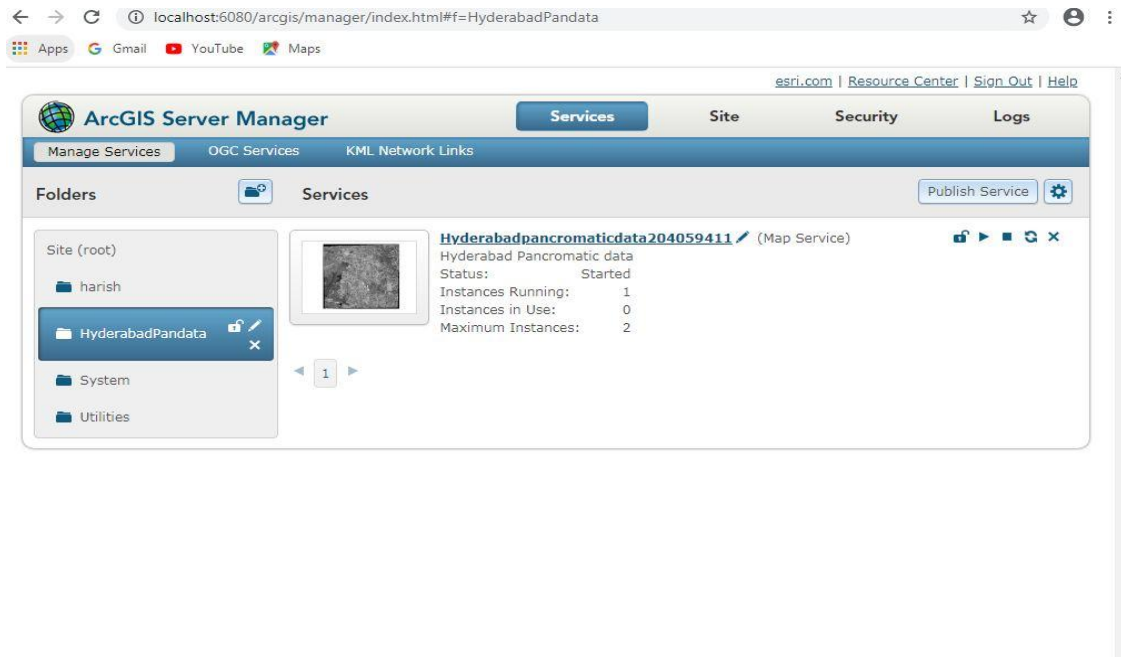 localhost:6080/arcgis/manager/index.html#f=HyderabadPandata
Apps Gmail YouTube Maps
esri.com | Resource Center | Sign Out | Help
ArcGIS Server Manager Services Site Security Logs
Manage Services OGC Services KML Network Links
Folders Services Publish Service
Site (root)
harish
HyderabadPandata
System
Utilities
Hyderabadpancromaticdata204059411 (Map Service)
Hyderabad Pancromatic data
Status: Started
Instances Running: 1
Instances in Use: 0
Maximum Instances: 2
1